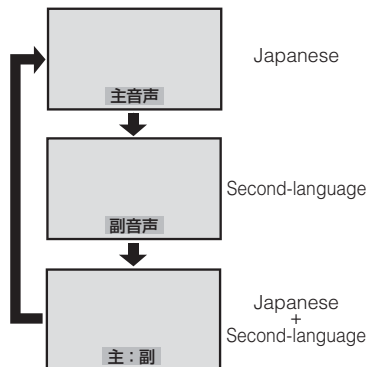 主音声
Japanese
副音声
Second-language
主：副
Japanese
+
Second-language